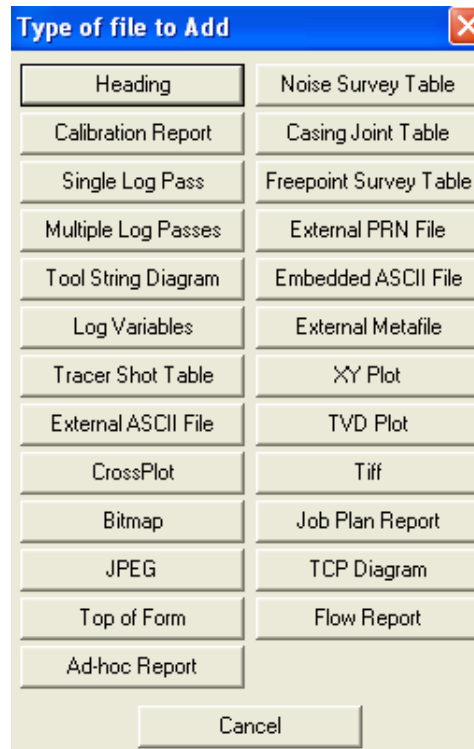 Type of file to Add
Heading
Noise Survey Table
Calibration Report
Casing Joint Table
Single Log Pass
Freepoint Survey Table
Multiple Log Passes
External PRN File
Tool String Diagram
Embedded ASCII File
Log Variables
External Metafile
Tracer Shot Table
XY Plot
External ASCII File
TVD Plot
CrossPlot
Tiff
Bitmap
Job Plan Report
JPEG
TCP Diagram
Top of Form
Flow Report
Ad-hoc Report
Cancel